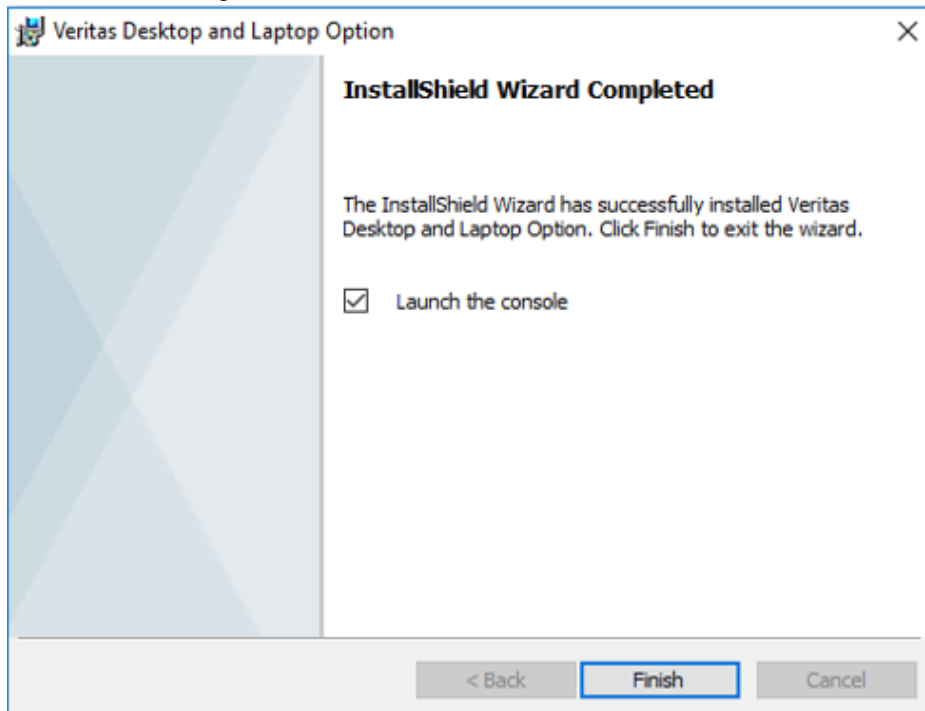 Veritas Desktop and Laptop Option
InstallShield Wizard Completed
The InstallShield Wizard has successfully installed Veritas
Desktop and Laptop Option. Click Finish to exit the wizard.
Launch the console
< Back Finish Cancel